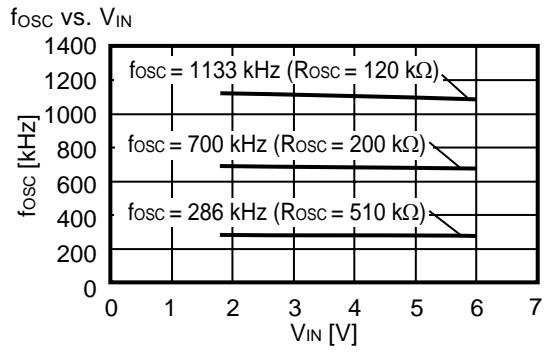 fOSC vs. VIN
1400
1200
1000
800
600
400
200
0
fOSC [kHz]
fOSC = 1133 kHz (ROSC = 120 kΩ)
fOSC = 700 kHz (ROSC = 200 kΩ)
fOSC = 286 kHz (ROSC = 510 kΩ)
0 1 2 3 4 5 6 7
VIN [V]